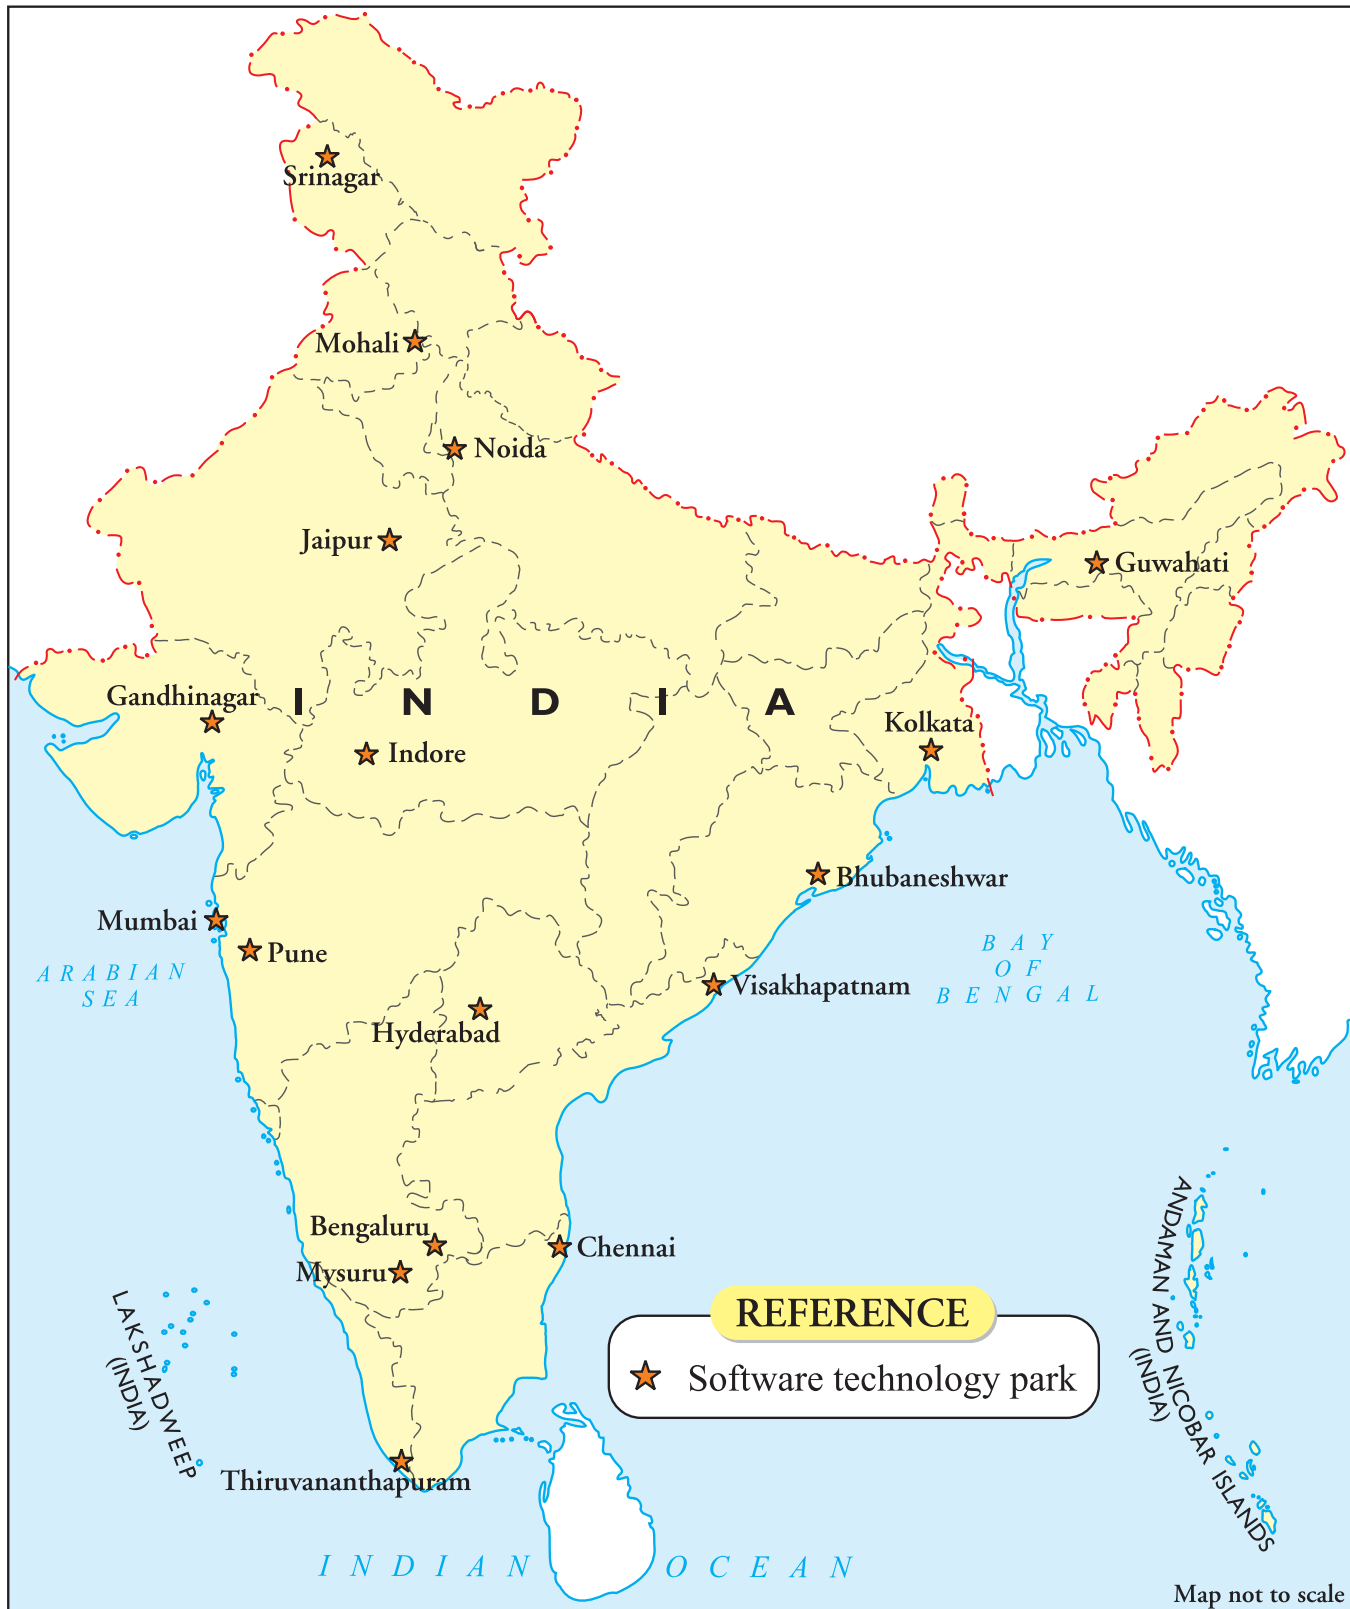 Srinagar
Mohali
Noida
Jaipur
Guwahati
Gandhinagar
INDIA
Kolkata
Indore
Bhubaneshwar
Mumbai
Pune
ARABIAN
SEA
BAY
OF
BENGAL
Visakhapatnam
Hyderabad
Bengaluru
Chennai
Mysuru
LAKSHADWEEP
(INDIA)
ANDAMAN AND NICOBAR ISLANDS
(INDIA)
REFERENCE
Software technology park
Thiruvananthapuram
INDIAN OCEAN
Map not to scale